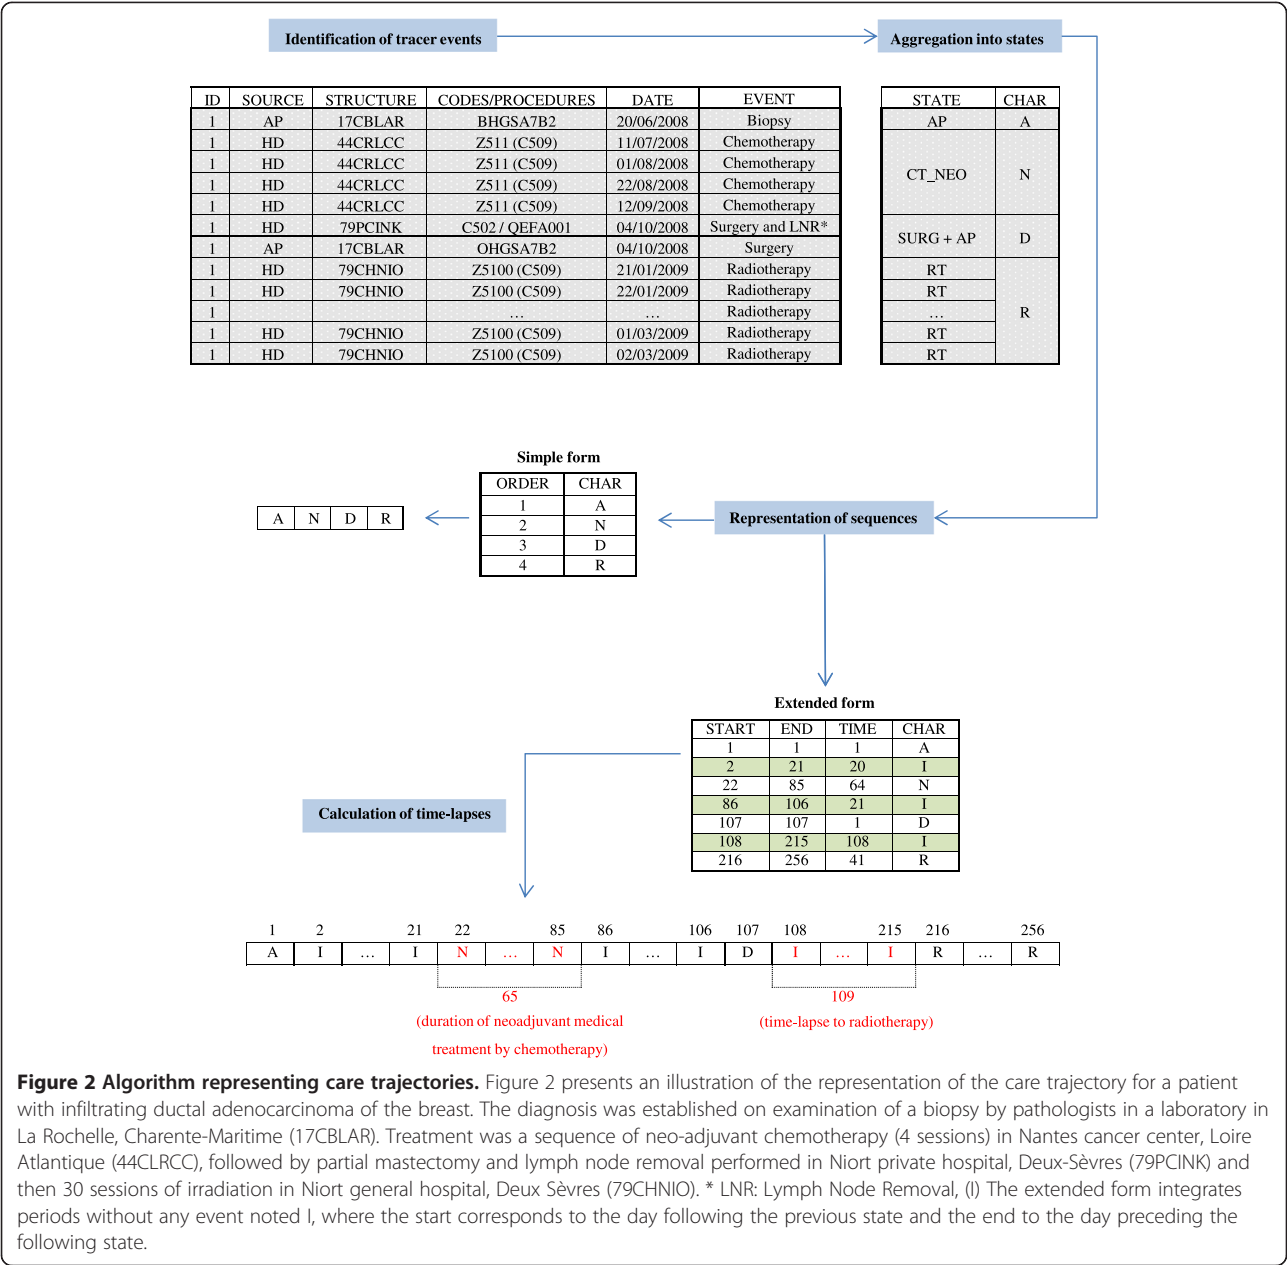 Identification of tracer events
Aggregation into states
ID SOURCE STRUCTURE CODES/PROCEDURES DATE EVENT
1 AP 17CBLAR BHGSA7B2 20/06/2008 Biopsy
1 HD 44CRLCC Z511 (C509) 11/07/2008 Chemotherapy
1 HD 44CRLCC Z511 (C509) 01/08/2008 Chemotherapy
1 HD 44CRLCC Z511 (C509) 22/08/2008 Chemotherapy
1 HD 44CRLCC Z511 (C509) 12/09/2008 Chemotherapy
1 HD 79PCINK C502 / QEFA001 04/10/2008 Surgery and LNR*
1 AP 17CBLAR OHGSA7B2 04/10/2008 Surgery
1 HD 79CHNIO Z5100 (C509) 21/01/2009 Radiotherapy
1 HD 79CHNIO Z5100 (C509) 22/01/2009 Radiotherapy
1 … … Radiotherapy
1 HD 79CHNIO Z5100 (C509) 01/03/2009 Radiotherapy
1 HD 79CHNIO Z5100 (C509) 02/03/2009 Radiotherapy
STATE CHAR
AP A
CT_NEO N
SURG + AP D
RT
RT
… R
RT
RT
Simple form
ORDER CHAR
1 A
2 N
3 D
4 R
A N D R
Representation of sequences
Extended form
START END TIME CHAR
1 1 1 A
2 21 20 I
22 85 64 N
86 106 21 I
107 107 1 D
108 215 108 I
216 256 41 R
Calculation of time-lapses
1 2 21 22 85 86 106 107 108 215 216 256
A I … I N … N I … I D I … I R … R
65
(duration of neoadjuvant medical
treatment by chemotherapy)
109
(time-lapse to radiotherapy)
Figure 2 Algorithm representing care trajectories. Figure 2 presents an illustration of the representation of the care trajectory for a patient
with infiltrating ductal adenocarcinoma of the breast. The diagnosis was established on examination of a biopsy by pathologists in a laboratory in
La Rochelle, Charente-Maritime (17CBLAR). Treatment was a sequence of neo-adjuvant chemotherapy (4 sessions) in Nantes cancer center, Loire
Atlantique (44CLRCC), followed by partial mastectomy and lymph node removal performed in Niort private hospital, Deux-Sèvres (79PCINK) and
then 30 sessions of irradiation in Niort general hospital, Deux Sèvres (79CHNIO). * LNR: Lymph Node Removal, (I) The extended form integrates
periods without any event noted I, where the start corresponds to the day following the previous state and the end to the day preceding the
following state.